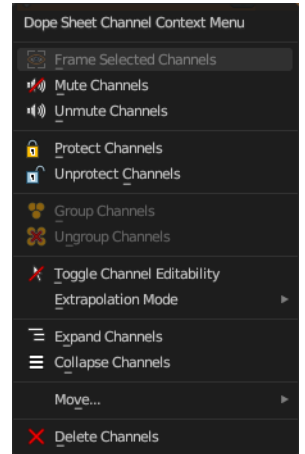 Dope Sheet Channel Context Menu
Frame Selected Channels
Mute Channels
Unmute Channels
Protect Channels
Unprotect Channels
Group Channels
Ungroup Channels
Toggle Channel Editability
Extrapolation Mode
Expand Channels
Collapse Channels
Move...
Delete Channels